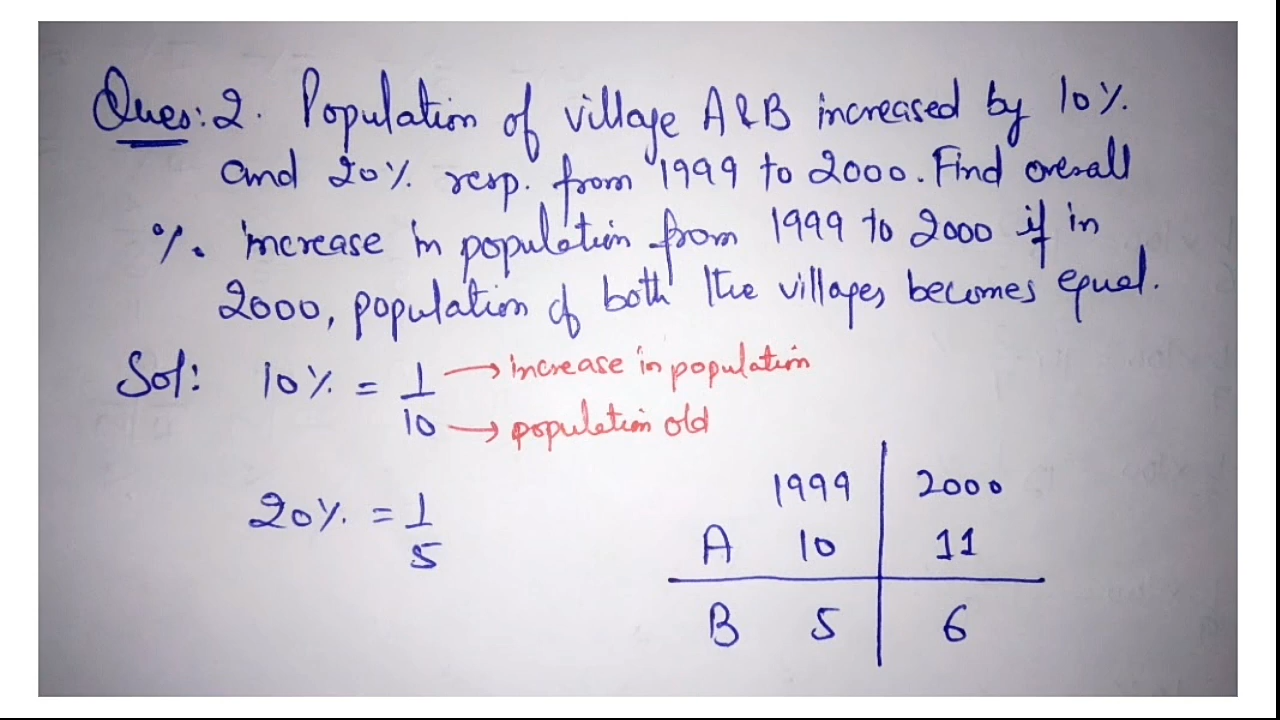 Ques:2. Population of village A & B increased by 10%
and 20% resp. from 1999 to 2000. Find overall
% increase in population from 1999 to 2000 if in
2000, population of both the villages becomes equal.
Sol: 10% = 1/10 → increase in population
→ population old
20% = 1/5
1999 2000
A 10 11
B 5 6